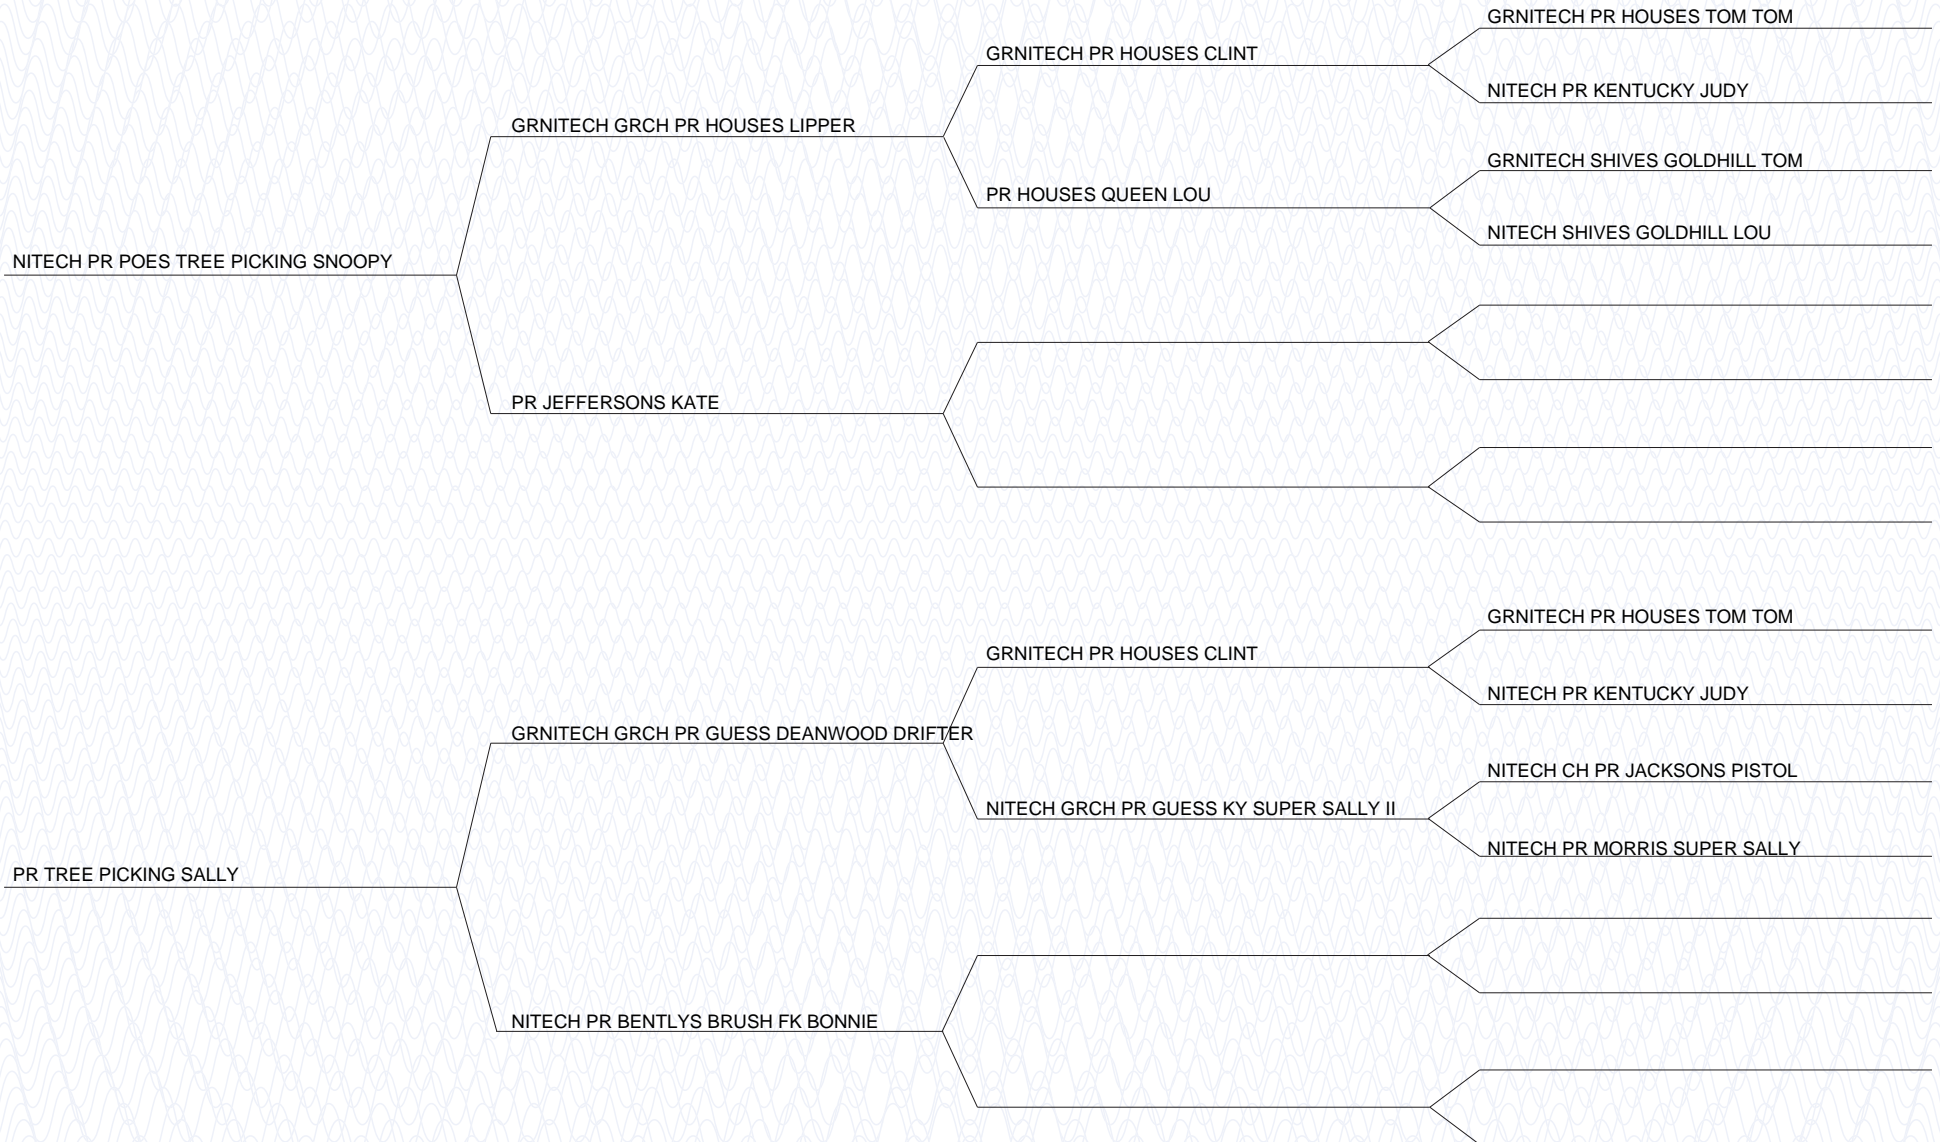 GRNITECH PR HOUSES TOM TOM
GRNITECH PR HOUSES CLINT
NITECH PR KENTUCKY JUDY
GRNITECH GRCH PR HOUSES LIPPER
GRNITECH SHIVES GOLDHILL TOM
PR HOUSES QUEEN LOU
NITECH SHIVES GOLDHILL LOU
NITECH PR POES TREE PICKING SNOOPY
PR JEFFERSONS KATE
GRNITECH PR HOUSES TOM TOM
GRNITECH PR HOUSES CLINT
NITECH PR KENTUCKY JUDY
GRNITECH GRCH PR GUESS DEANWOOD DRIFTER
NITECH CH PR JACKSONS PISTOL
NITECH GRCH PR GUESS KY SUPER SALLY II
NITECH PR MORRIS SUPER SALLY
PR TREE PICKING SALLY
NITECH PR BENTLYS BRUSH FK BONNIE